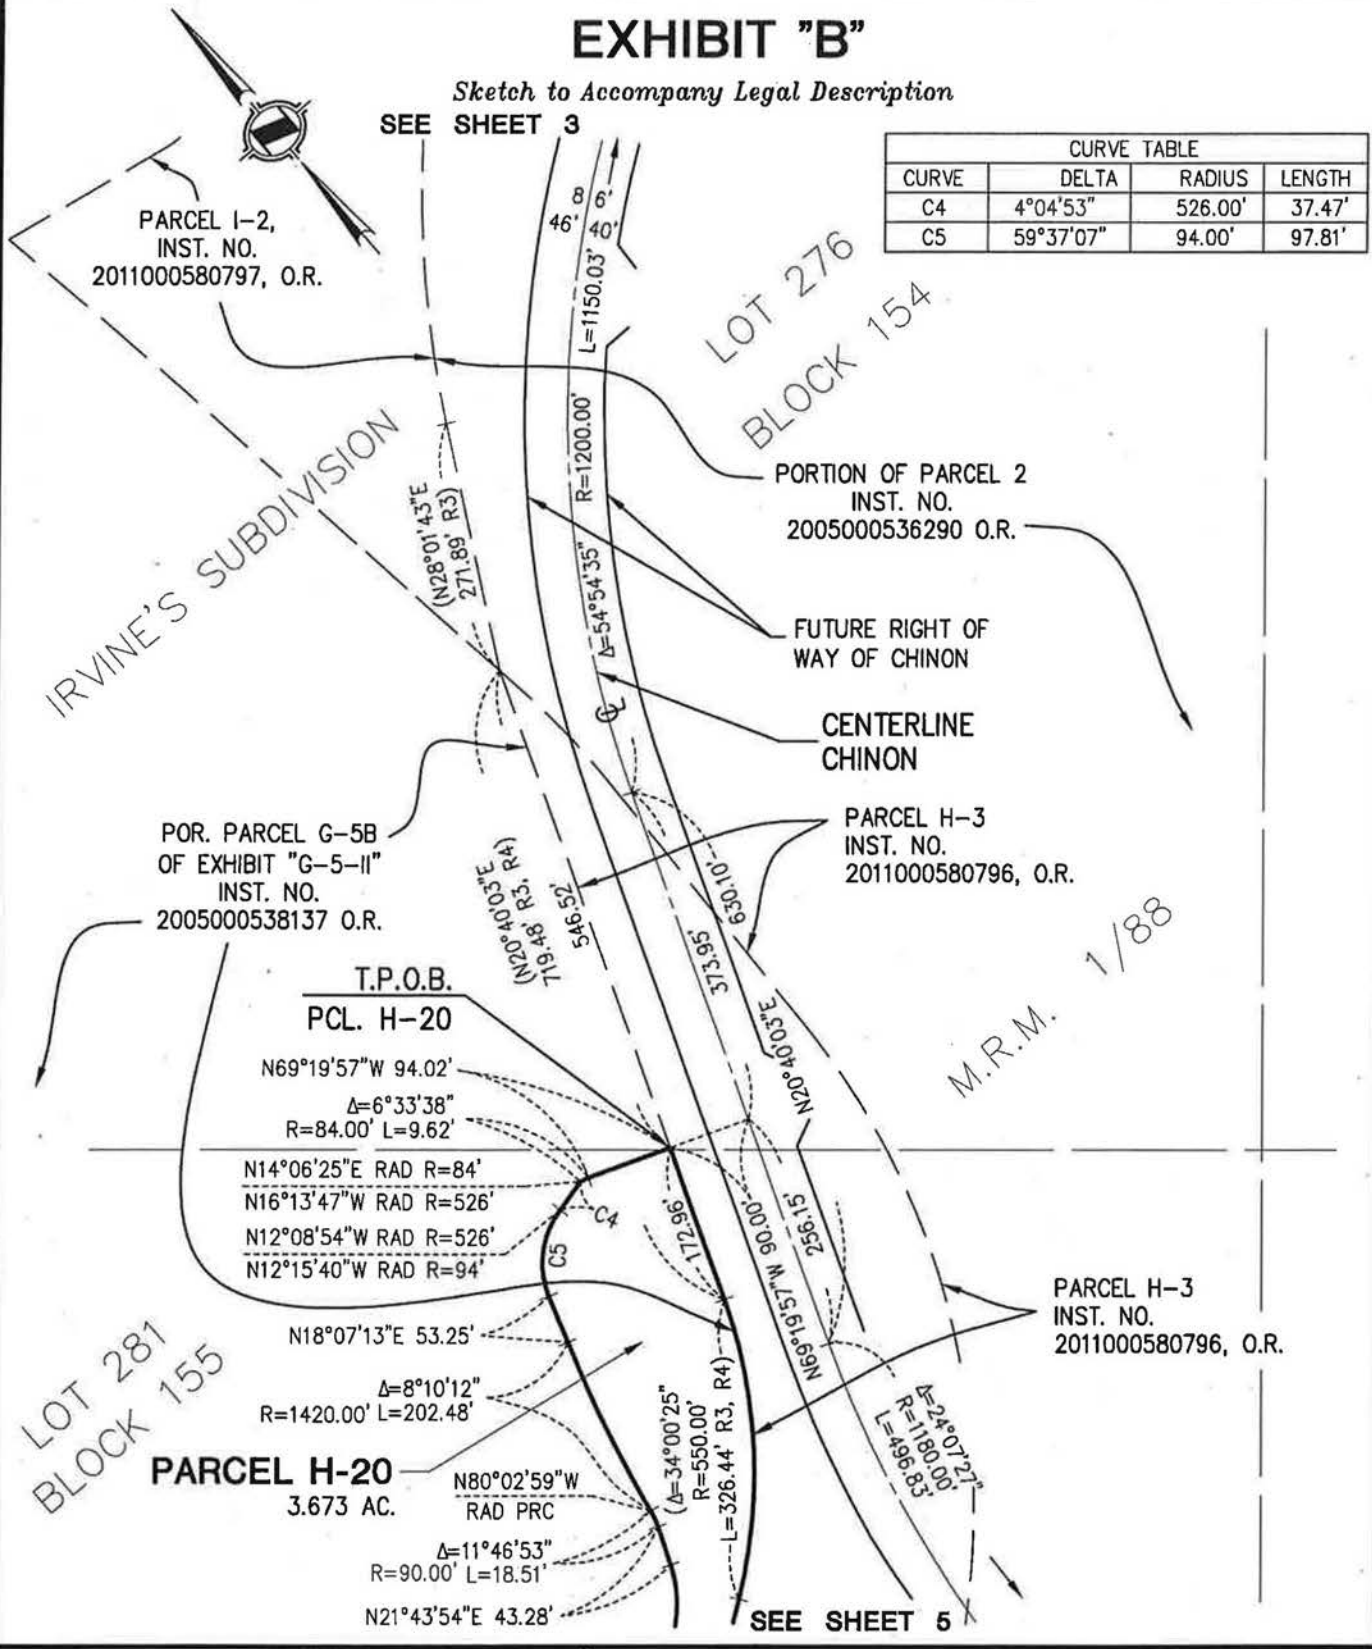 EXHIBIT "B"
Sketch to Accompany Legal Description
SEE SHEET 3
CURVE TABLE
CURVE DELTA RADIUS LENGTH
C4 4°04'53" 526.00' 37.47'
C5 59°37'07" 94.00' 97.81'
PARCEL I-2,
INST. NO.
2011000580797, O.R.
8 6'
46' 40'
L=1150.03'
R=1200.00'
Δ=54°54'35"
LOT 276
BLOCK 154
IRVINE'S SUBDIVISION
(N28°01'43"E
271.89' R3)
PORTION OF PARCEL 2
INST. NO.
2005000536290 O.R.
FUTURE RIGHT OF
WAY OF CHINON
CENTERLINE
CHINON
POR. PARCEL G-5B
OF EXHIBIT "G-5-II"
INST. NO.
2005000538137 O.R.
PARCEL H-3
INST. NO.
2011000580796, O.R.
(N20°40'03"E
719.48' R3, R4)
546.52'
630.10'
373.95'
N20°40'03"E
M.R.M. 1/88
T.P.O.B.
PCL. H-20
N69°19'57"W 94.02'
Δ=6°33'38"
R=84.00' L=9.62'
N14°06'25"E RAD R=84'
N16°13'47"W RAD R=526'
N12°08'54"W RAD R=526'
N12°15'40"W RAD R=94'
C4
C5
172.96'
N69°19'57"W 90.00'
256.15'
N18°07'13"E 53.25'
Δ=8°10'12"
R=1420.00' L=202.48'
PARCEL H-3
INST. NO.
2011000580796, O.R.
LOT 281
BLOCK 155
PARCEL H-20
3.673 AC.
N80°02'59"W
RAD PRC
(Δ=34°00'25"
R=550.00'
L=326.44' R3, R4)
Δ=24°07'27"
R=1180.00'
L=496.83'
Δ=11°46'53"
R=90.00' L=18.51'
N21°43'54"E 43.28'
SEE SHEET 5